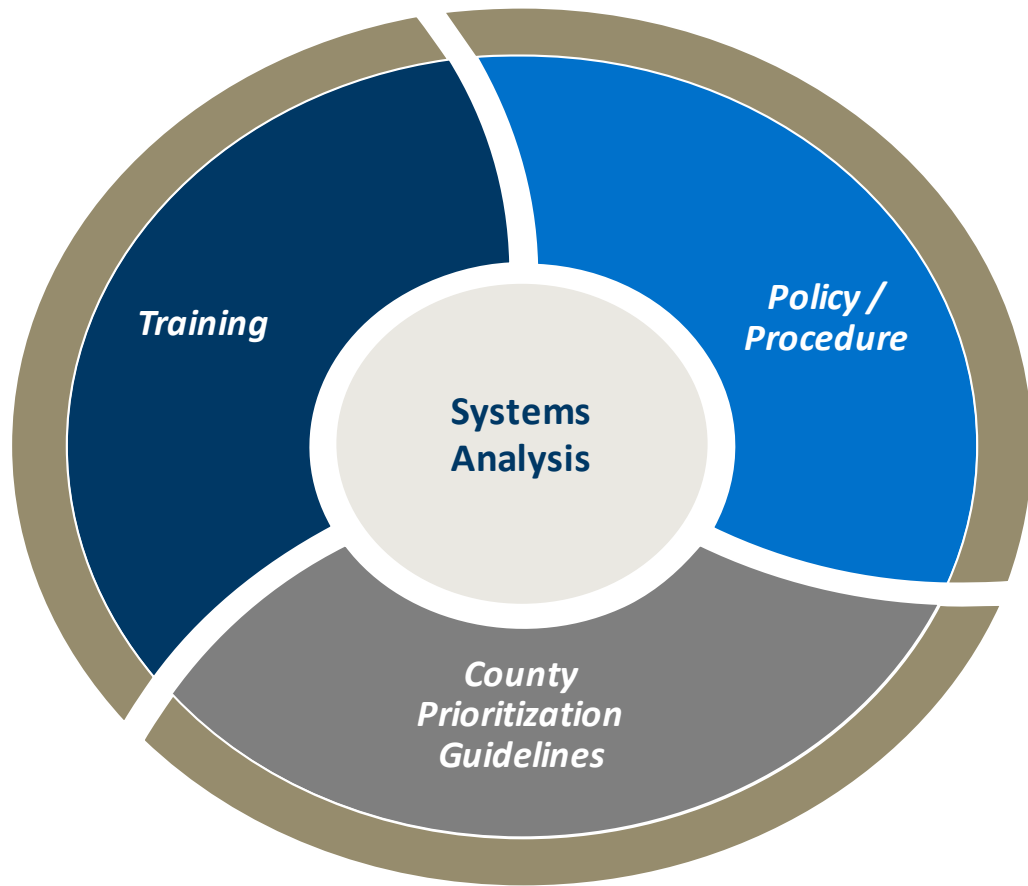 Training
Policy /
Procedure
Systems
Analysis
County
Prioritization
Guidelines